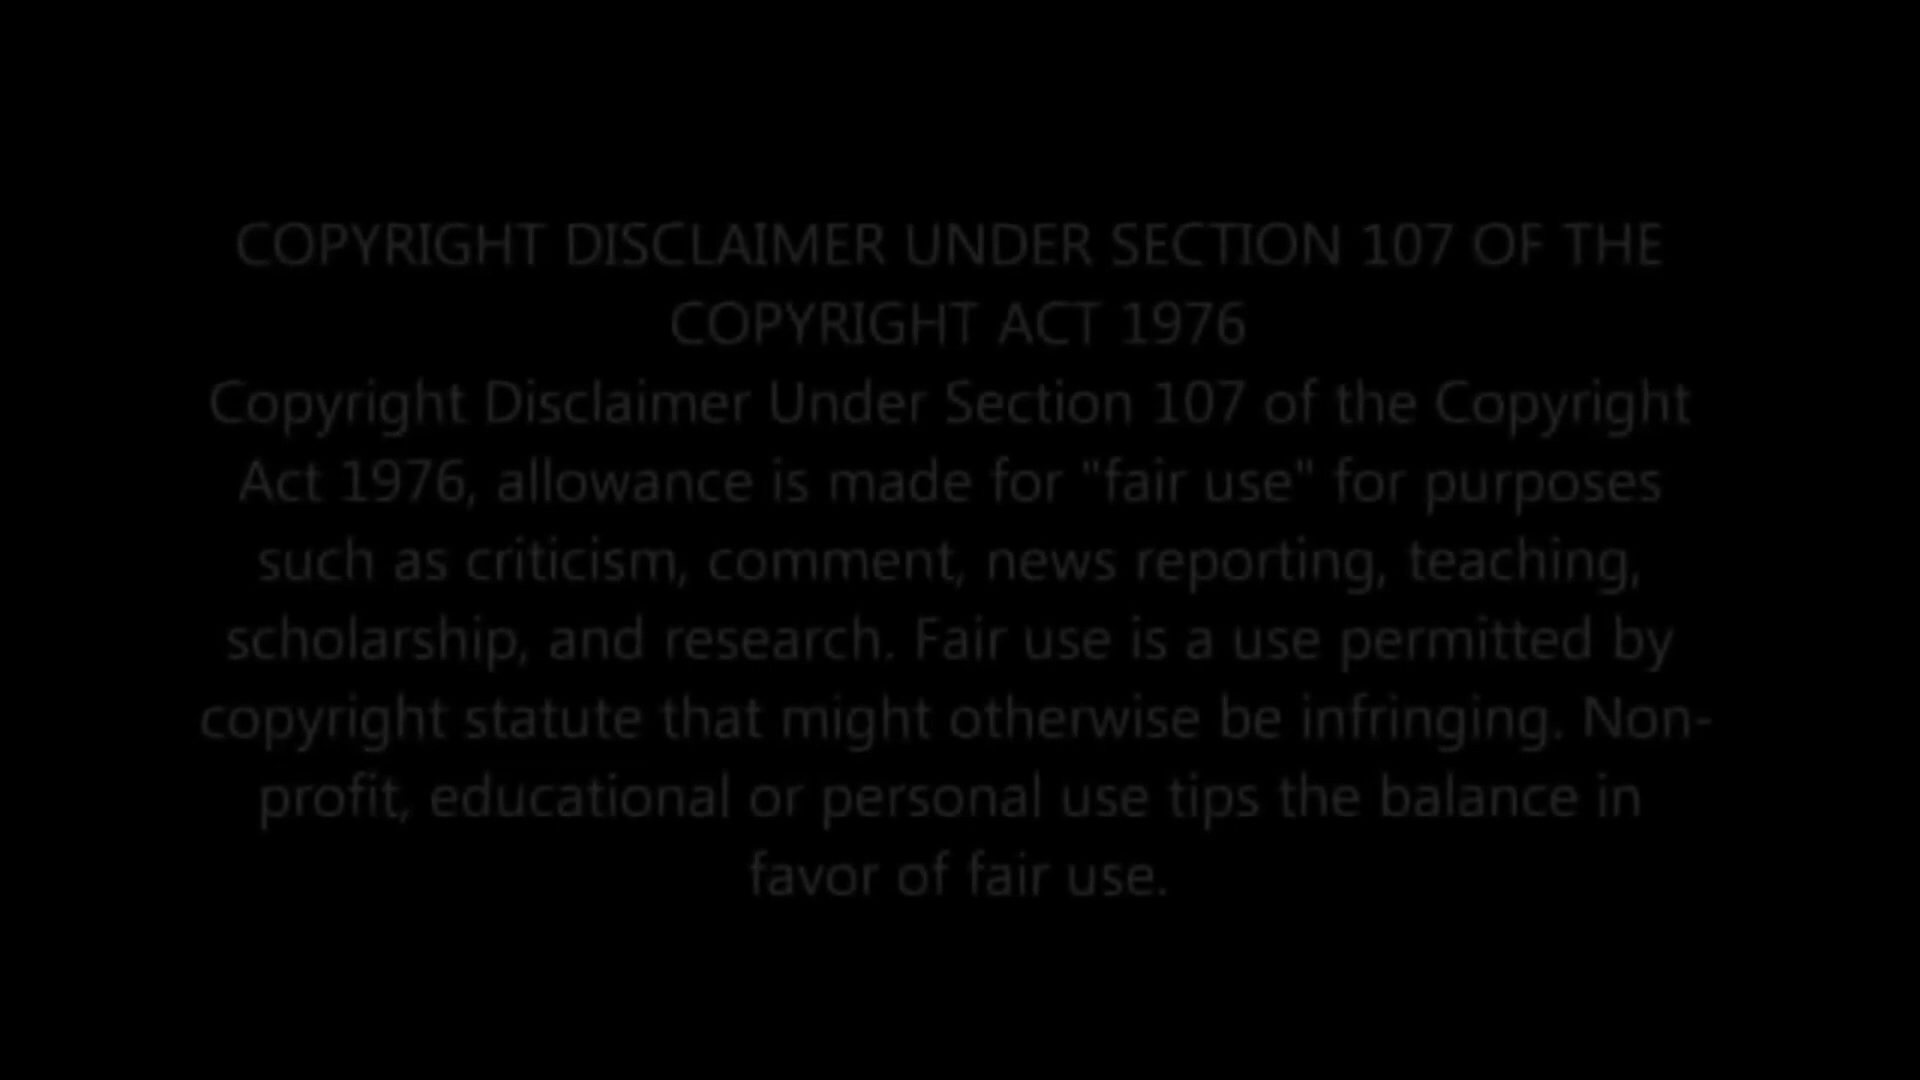 COPYRIGHT DISCLAIMER UNDER SECTION 107 OF THE
COPYRIGHT ACT 1976
Copyright Disclaimer Under Section 107 of the Copyright
Act 1976, allowance is made for "fair use" for purposes
such as criticism, comment, news reporting, teaching,
scholarship, and research. Fair use is a use permitted by
copyright statute that might otherwise be infringing. Non-
profit, educational or personal use tips the balance in
favor of fair use.